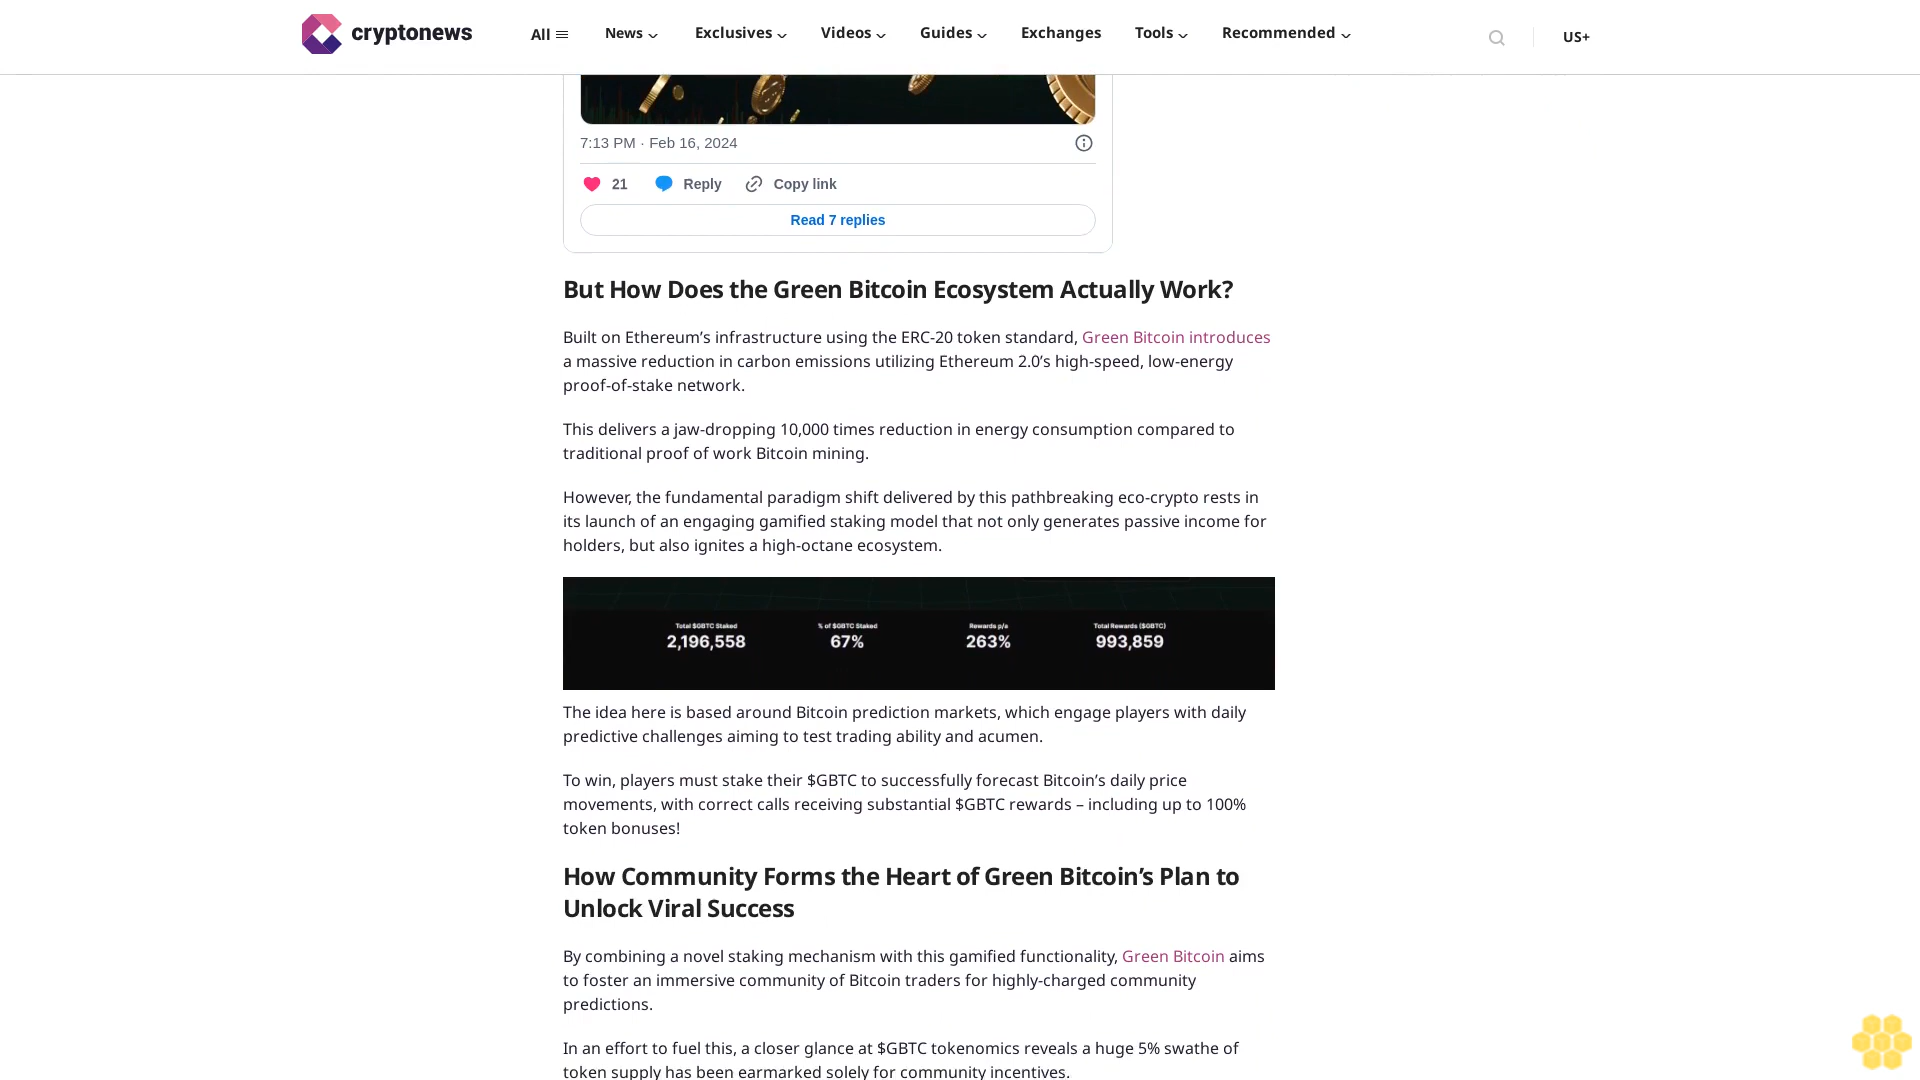 cryptonews
All
News
Exclusives
Videos
Guides
Exchanges
Tools
Recommended
US+
7:13 PM · Feb 16, 2024
21
Reply
Copy link
Read 7 replies
But How Does the Green Bitcoin Ecosystem Actually Work?
Built on Ethereum’s infrastructure using the ERC-20 token standard, Green Bitcoin introduces
a massive reduction in carbon emissions utilizing Ethereum 2.0’s high-speed, low-energy
proof-of-stake network.
This delivers a jaw-dropping 10,000 times reduction in energy consumption compared to
traditional proof of work Bitcoin mining.
However, the fundamental paradigm shift delivered by this pathbreaking eco-crypto rests in
its launch of an engaging gamified staking model that not only generates passive income for
holders, but also ignites a high-octane ecosystem.
Total $GBTC Staked
2,196,558
% of $GBTC Staked
67%
Rewards p/a
263%
Total Rewards ($GBTC)
993,859
The idea here is based around Bitcoin prediction markets, which engage players with daily
predictive challenges aiming to test trading ability and acumen.
To win, players must stake their $GBTC to successfully forecast Bitcoin’s daily price
movements, with correct calls receiving substantial $GBTC rewards – including up to 100%
token bonuses!
How Community Forms the Heart of Green Bitcoin’s Plan to
Unlock Viral Success
By combining a novel staking mechanism with this gamified functionality, Green Bitcoin aims
to foster an immersive community of Bitcoin traders for highly-charged community
predictions.
In an effort to fuel this, a closer glance at $GBTC tokenomics reveals a huge 5% swathe of
token supply has been earmarked solely for community incentives.